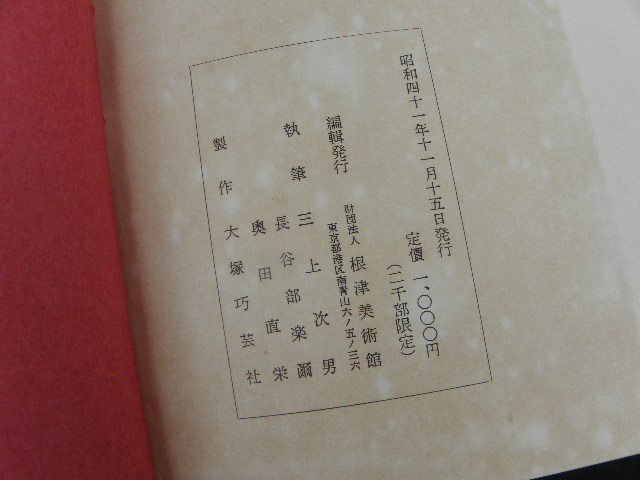 昭和四十一年十一月十五日発行
定價 一、〇〇〇円
(二千部限定)
編輯発行 財団法人 根津美術館
東京都港区南青山六ノ五ノ三六
執筆 三上次男
長谷部楽爾
奥田直栄
製作 大塚巧芸社